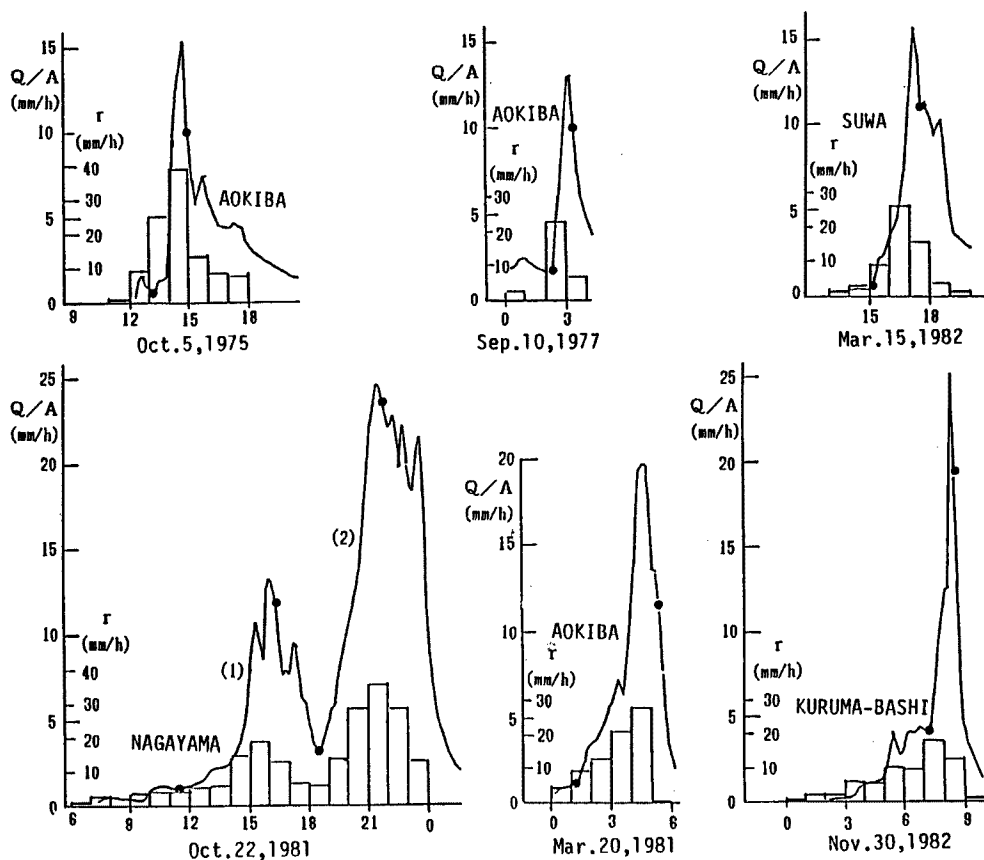 15
Q/A
(mm/h)
10
5
0
r
(mm/h)
40
30
20
10
AOKIBA
9 12 15 18
Oct.5,1975
15
Q/A
(mm/h)
10
5
0
AOKIBA
r
(mm/h)
30
20
10
0 3
Sep.10,1977
15
Q/A
(mm/h)
10
5
0
SUWA
r
(mm/h)
30
20
10
15 18
Mar.15,1982
25
Q/A
(mm/h)
20
15
10
5
0
r
(mm/h)
40
30
20
10
(1)
(2)
NAGAYAMA
6 9 12 15 18 19 21 0
Oct.22,1981
20
Q/A
(mm/h)
15
10
5
0
AOKIBA
r
(mm/h)
30
20
10
0 3 6
Mar.20,1981
25
Q/A
(mm/h)
20
15
10
5
0
r
(mm/h)
30
20
10
KURUMA-BASHI
0 3 6 9
Nov.30,1982